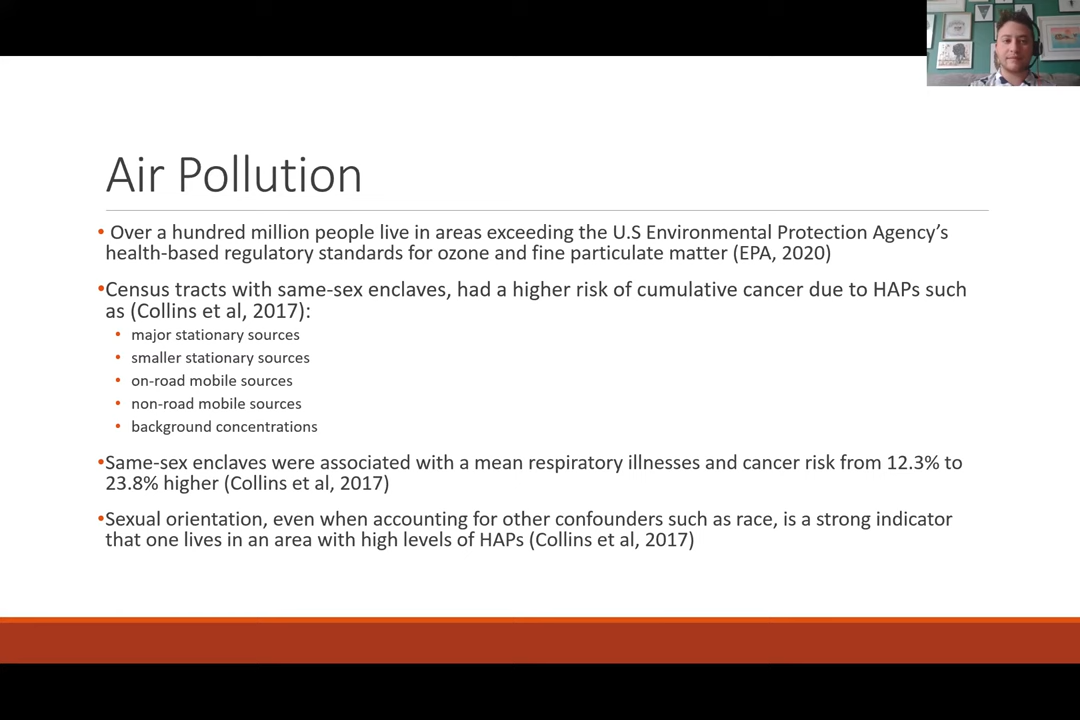 Air Pollution
• Over a hundred million people live in areas exceeding the U.S Environmental Protection Agency’s
health-based regulatory standards for ozone and fine particulate matter (EPA, 2020)
•Census tracts with same-sex enclaves, had a higher risk of cumulative cancer due to HAPs such
as (Collins et al, 2017):
• major stationary sources
• smaller stationary sources
• on-road mobile sources
• non-road mobile sources
• background concentrations
•Same-sex enclaves were associated with a mean respiratory illnesses and cancer risk from 12.3% to
23.8% higher (Collins et al, 2017)
•Sexual orientation, even when accounting for other confounders such as race, is a strong indicator
that one lives in an area with high levels of HAPs (Collins et al, 2017)